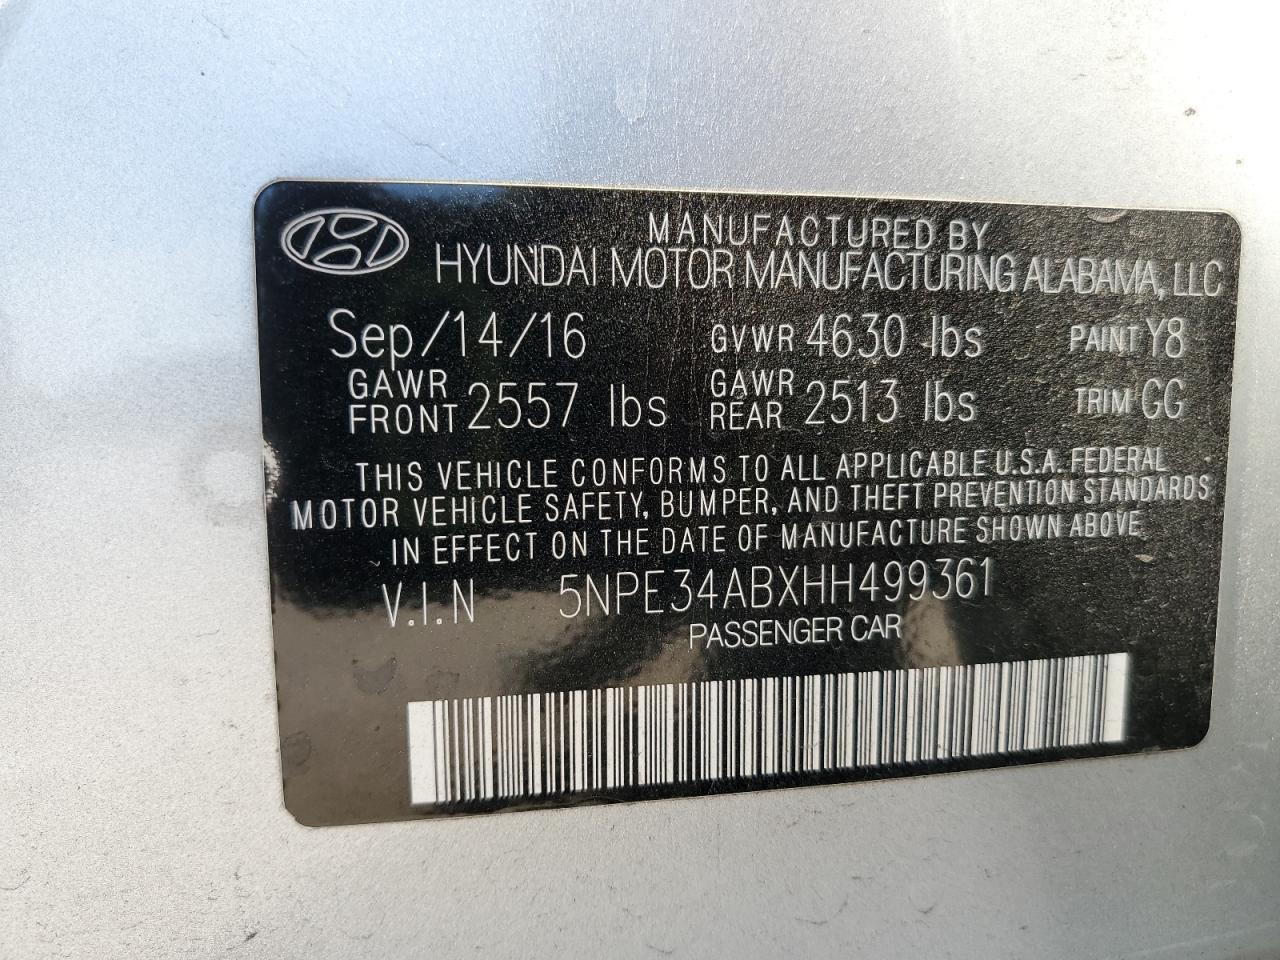 MANUFACTURED BY
HYUNDAI MOTOR MANUFACTURING ALABAMA, LLC
Sep/14/16 GVWR 4630 lbs PAINT Y8
GAWR FRONT 2557 lbs GAWR REAR 2513 lbs TRIM GG
THIS VEHICLE CONFORMS TO ALL APPLICABLE U.S.A. FEDERAL
MOTOR VEHICLE SAFETY, BUMPER, AND THEFT PREVENTION STANDARDS
IN EFFECT ON THE DATE OF MANUFACTURE SHOWN ABOVE
V.I.N 5NPE34ABXHH499361
PASSENGER CAR